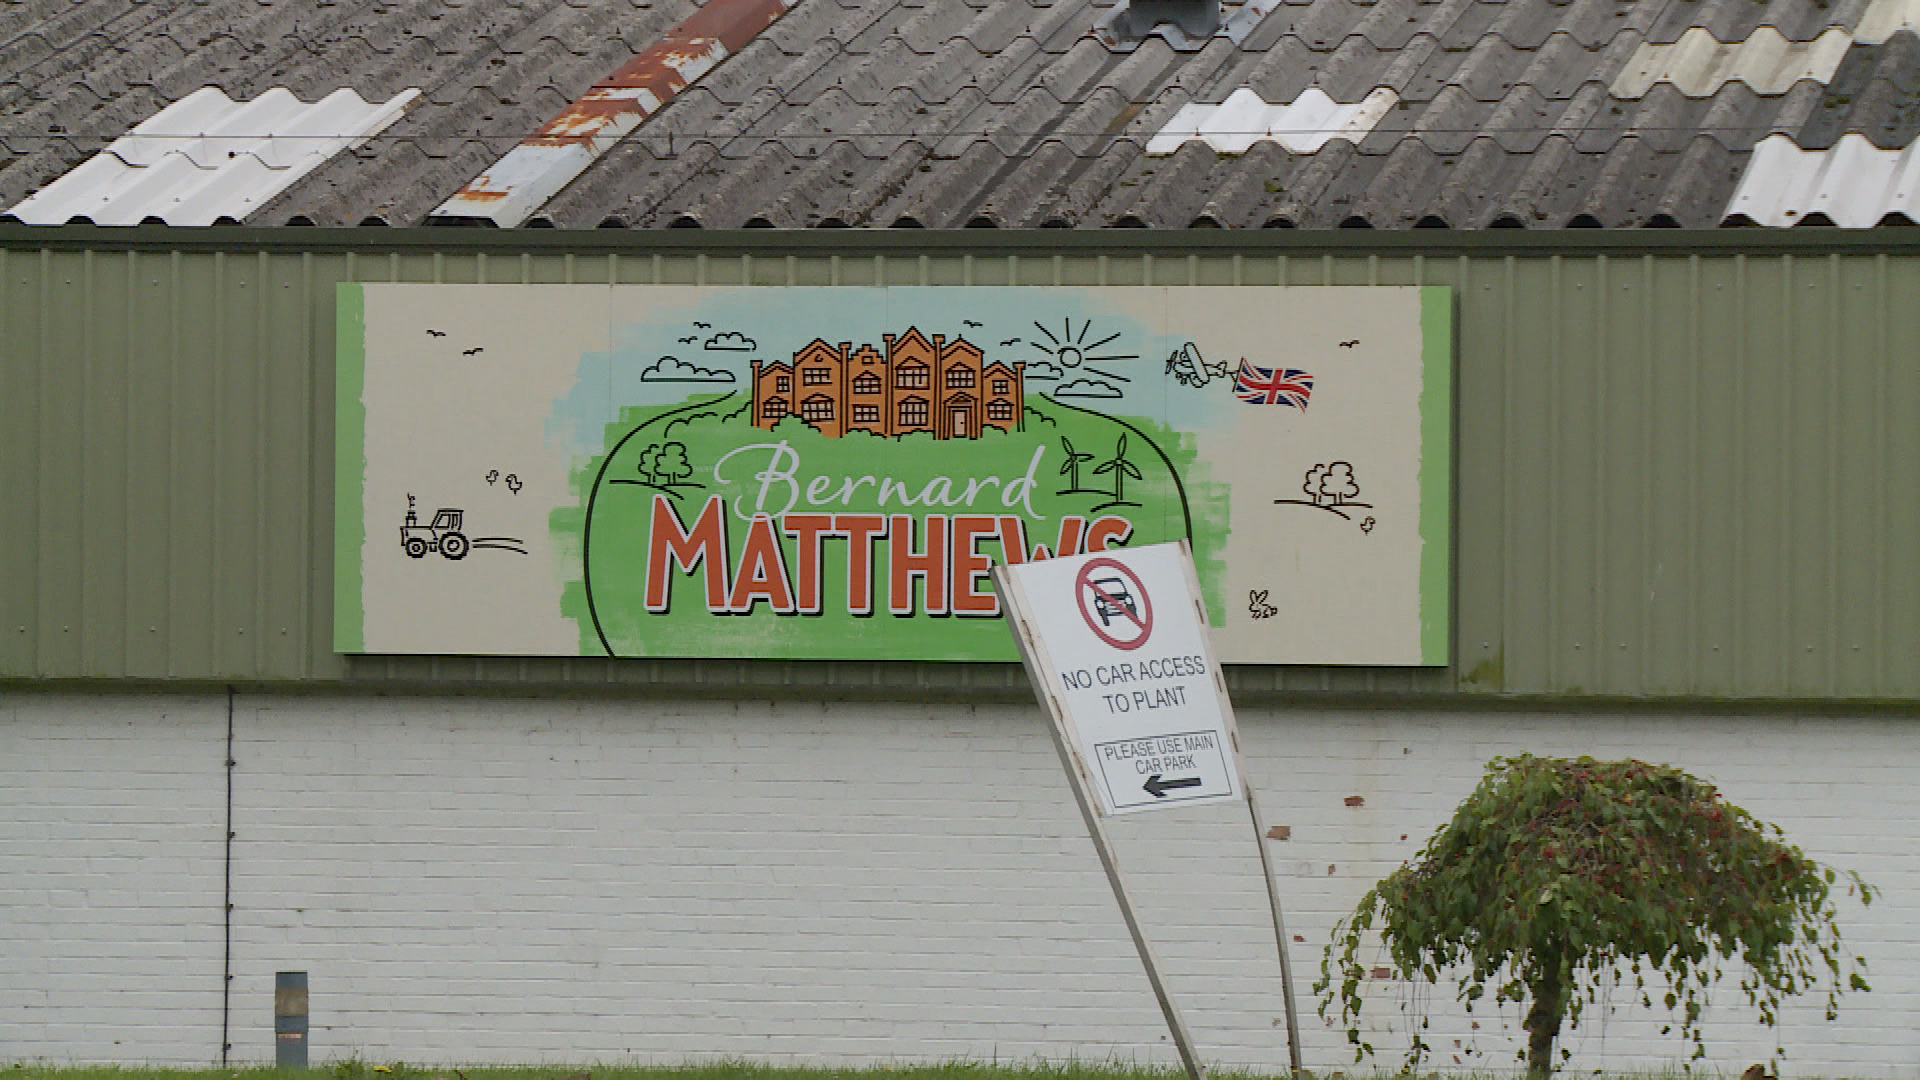 Bernard
MATTHEWS
NO CAR ACCESS
TO PLANT
PLEASE USE MAIN
CAR PARK